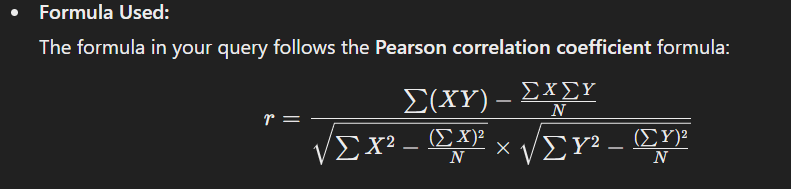 • Formula Used:
The formula in your query follows the Pearson correlation coefficient formula:
r = \frac{\sum(XY) - \frac{\sum X \sum Y}{N}}{\sqrt{\sum X^2 - \frac{(\sum X)^2}{N}} \times \sqrt{\sum Y^2 - \frac{(\sum Y)^2}{N}}}